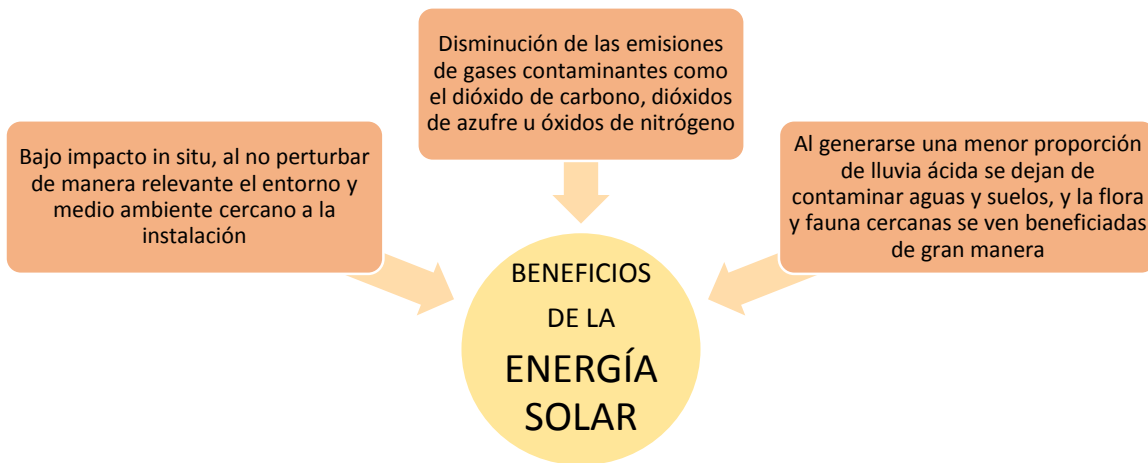 Disminución de las emisiones
de gases contaminantes como
el dióxido de carbono, dióxidos
de azufre u óxidos de nitrógeno
Bajo impacto in situ, al no perturbar
de manera relevante el entorno y
medio ambiente cercano a la
instalación
Al generarse una menor proporción
de lluvia ácida se dejan de
contaminar aguas y suelos, y la flora
y fauna cercanas se ven beneficiadas
de gran manera
BENEFICIOS
DE LA
ENERGÍA
SOLAR